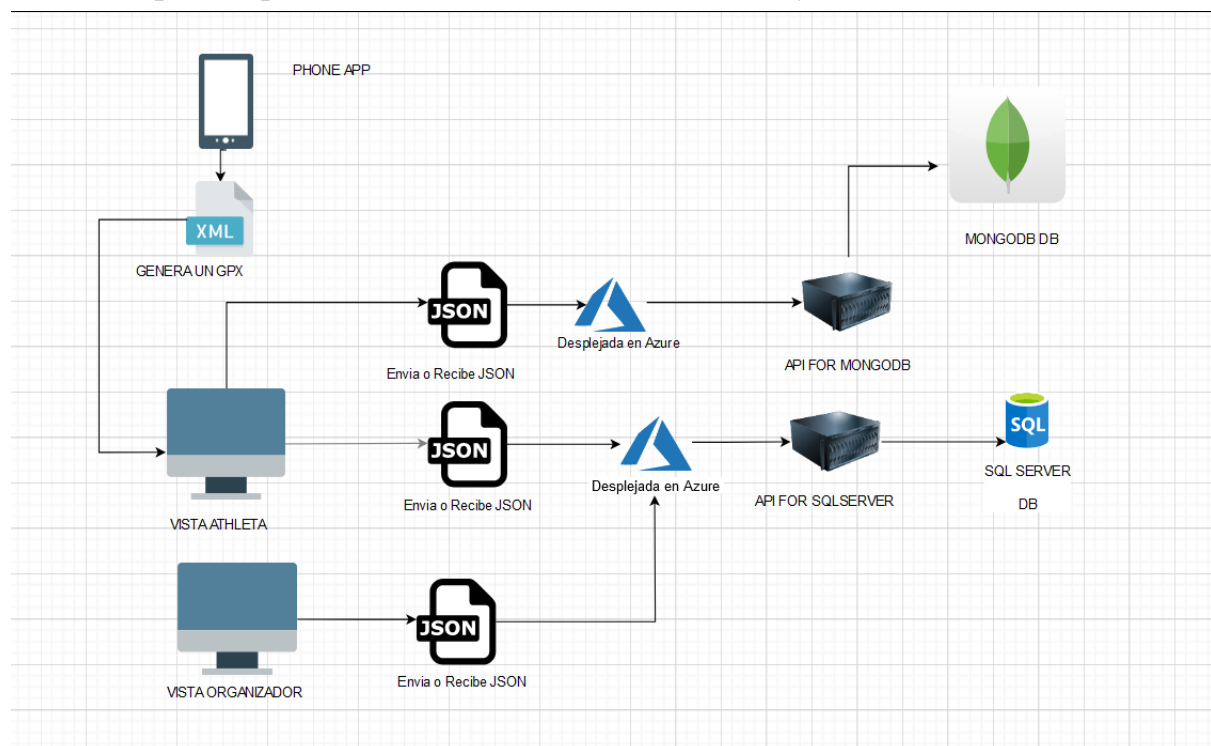 PHONE APP
XML
GENERA UN GPX
MONGODB DB
JSON
Desplejada en Azure
Envia o Recibe JSON
API FOR MONGODB
JSON
SQL
Desplejada en Azure
SQL SERVER
DB
Envia o Recibe JSON
API FOR SQLSERVER
VISTA ATHLETA
JSON
Envia o Recibe JSON
VISTA ORGANIZADOR